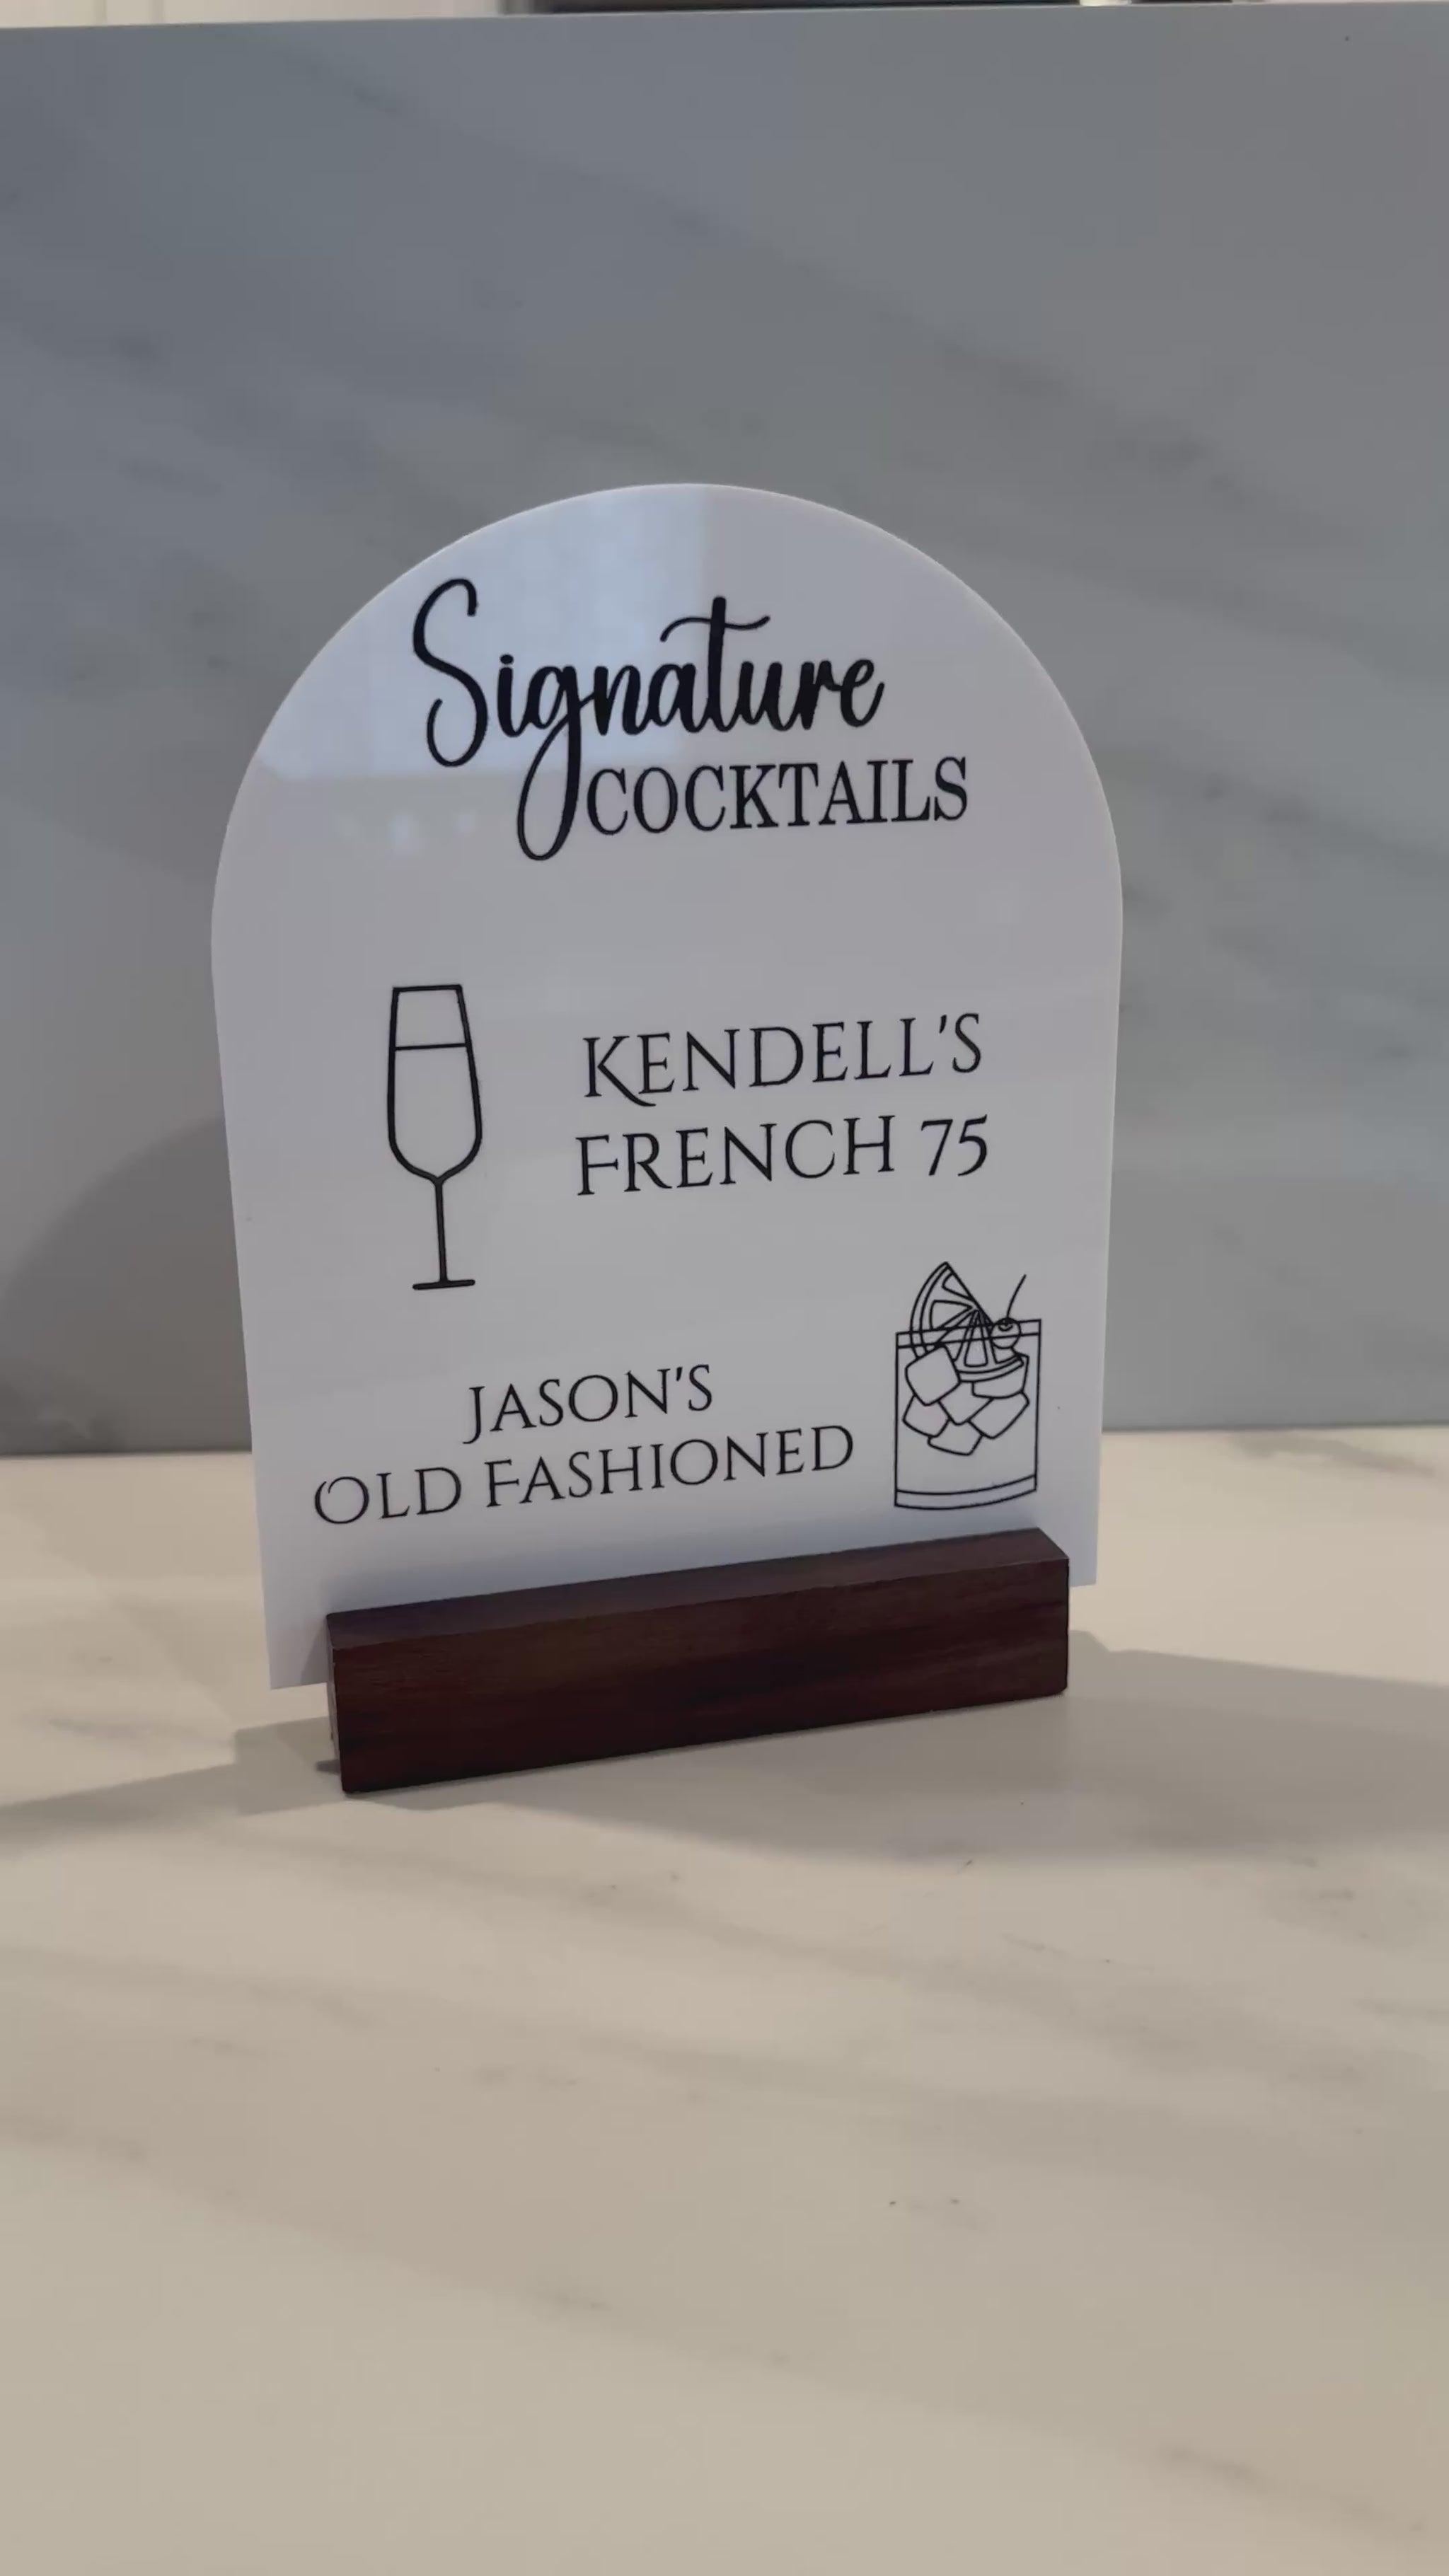 Signature
COCKTAILS
KENDELL'S
FRENCH 75
JASON'S
OLD FASHIONED